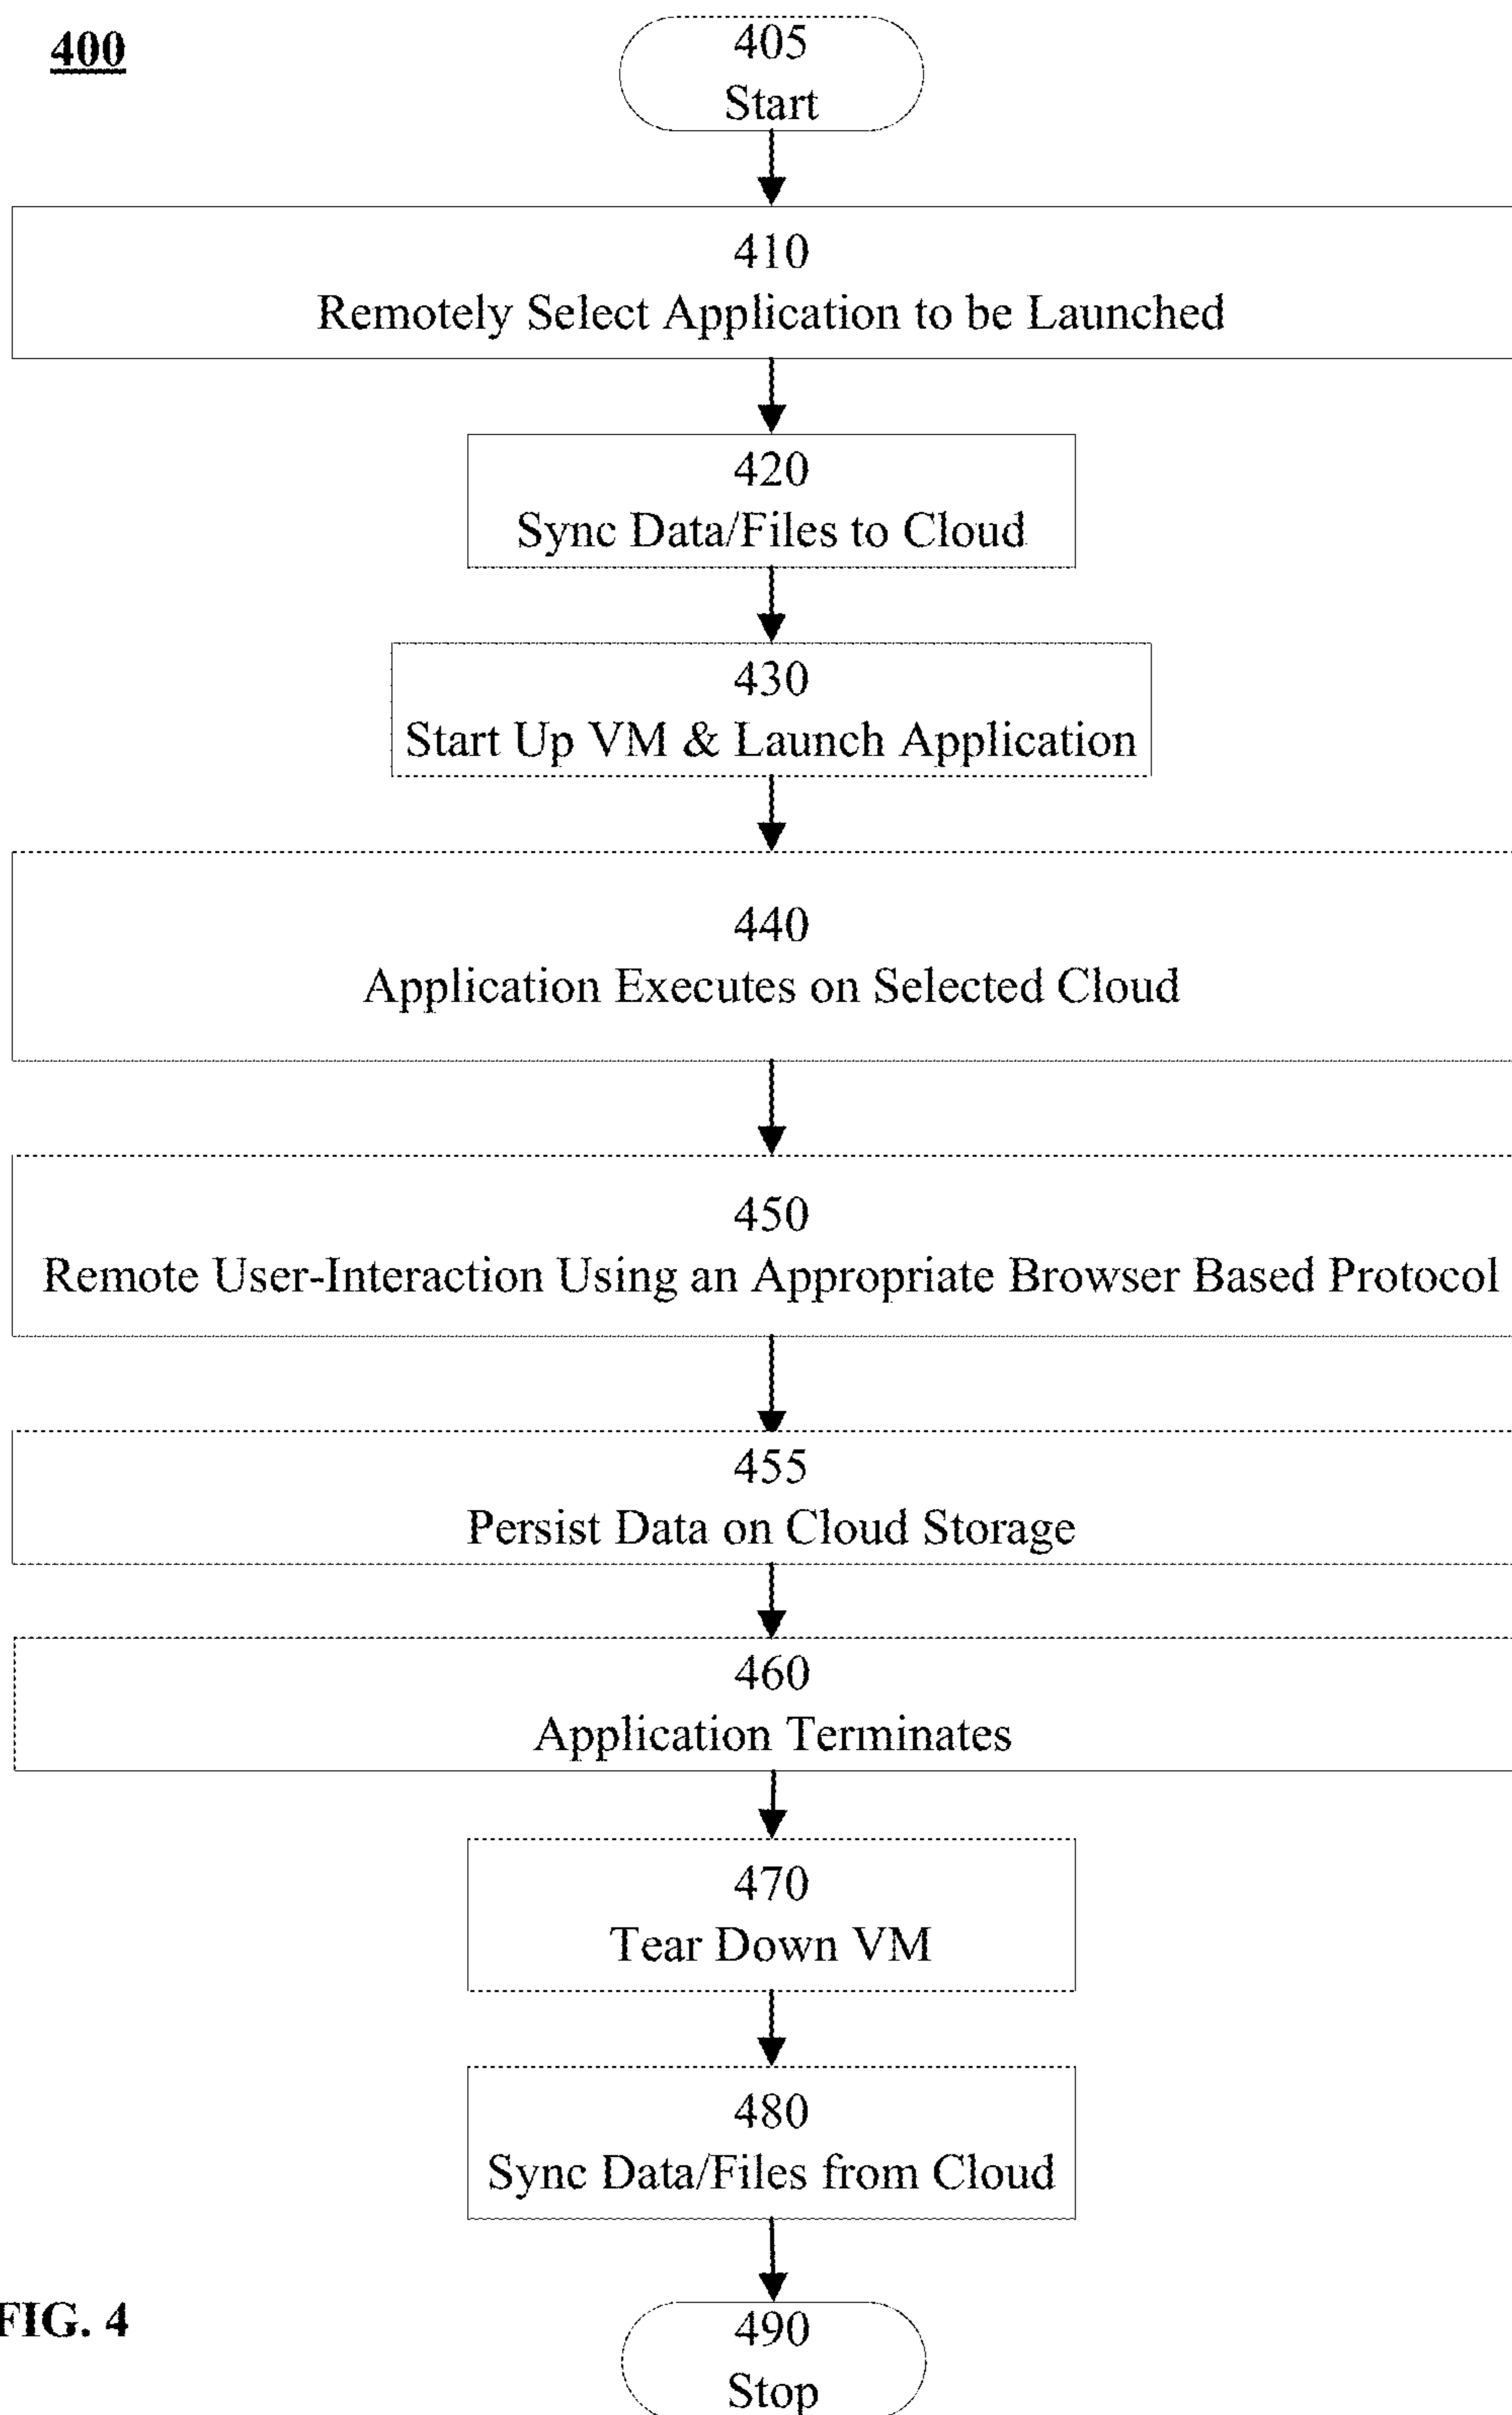 400
405
Start
410
Remotely Select Application to be Launched
420
Sync Data/Files to Cloud
430
Start Up VM & Launch Application
440
Application Executes on Selected Cloud
450
Remote User-Interaction Using an Appropriate Browser Based Protocol
455
Persist Data on Cloud Storage
460
Application Terminates
470
Tear Down VM
480
Sync Data/Files from Cloud
490
Stop
FIG. 4